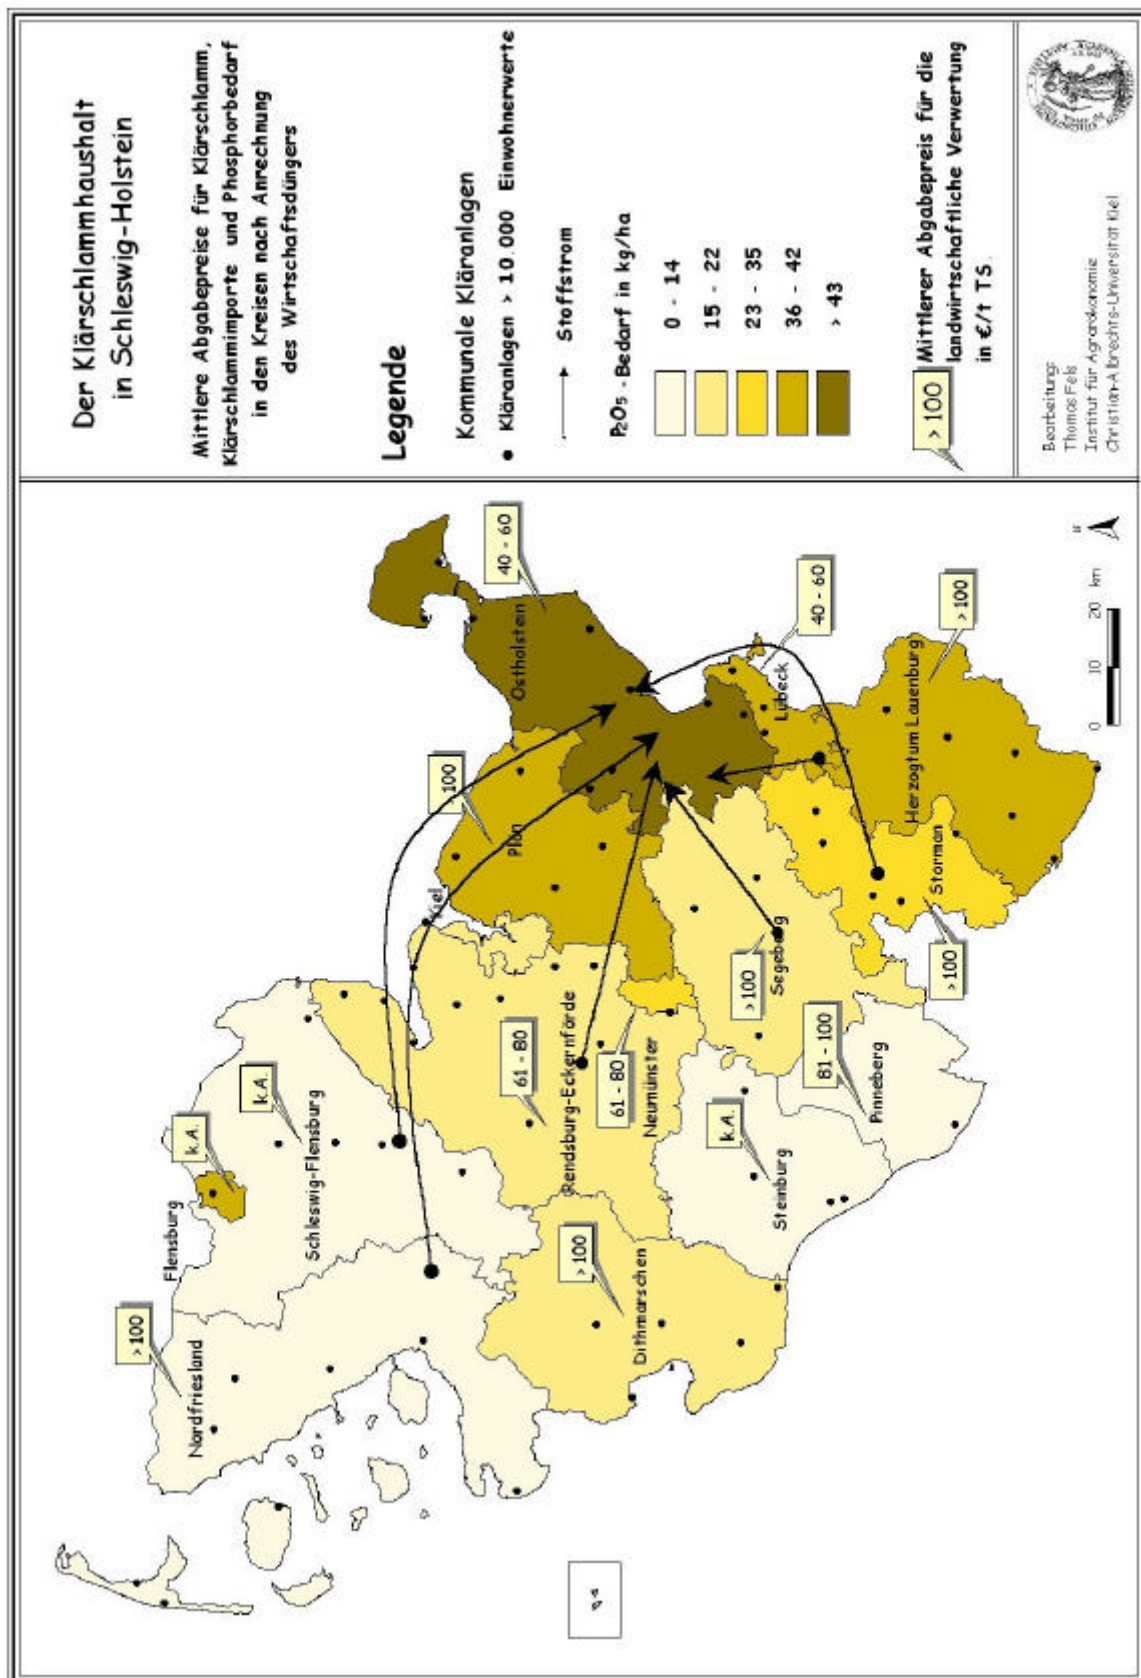 Der Klärschlammhaushalt
in Schleswig-Holstein
Mittlere Abgabepreise für Klärschlamm,
Klärschlammimporte und Phosphorbedarf
in den Kreisen nach Anrechnung
des Wirtschaftsdüngers
Legende
Kommunale Kläranlagen
Kläranlagen > 10.000 Einwohnerwerte
Stoffstrom
P2O5 - Bedarf in kg/ha
0 - 14
15 - 22
23 - 35
36 - 42
> 43
> 100
Mittlerer Abgabepreis für die
landwirtschaftliche Verwertung
in €/t TS
Bearbeitung:
Thomas Fels
Institut für Agrarökonomie
Christian-Albrechts-Universität Kiel
Nordfriesland
> 100
Flensburg
k.A.
Schleswig-Flensburg
k.A.
Kiel
Plön
> 100
Ostholstein
40 - 60
Rendsburg-Eckernförde
61 - 80
Neumünster
61 - 80
Dithmarschen
> 100
Steinburg
k.A.
Pinneberg
81 - 100
Segeberg
> 100
Lübeck
40 - 60
Storman
> 100
Herzogtum Lauenburg
> 100
0 10 20 km